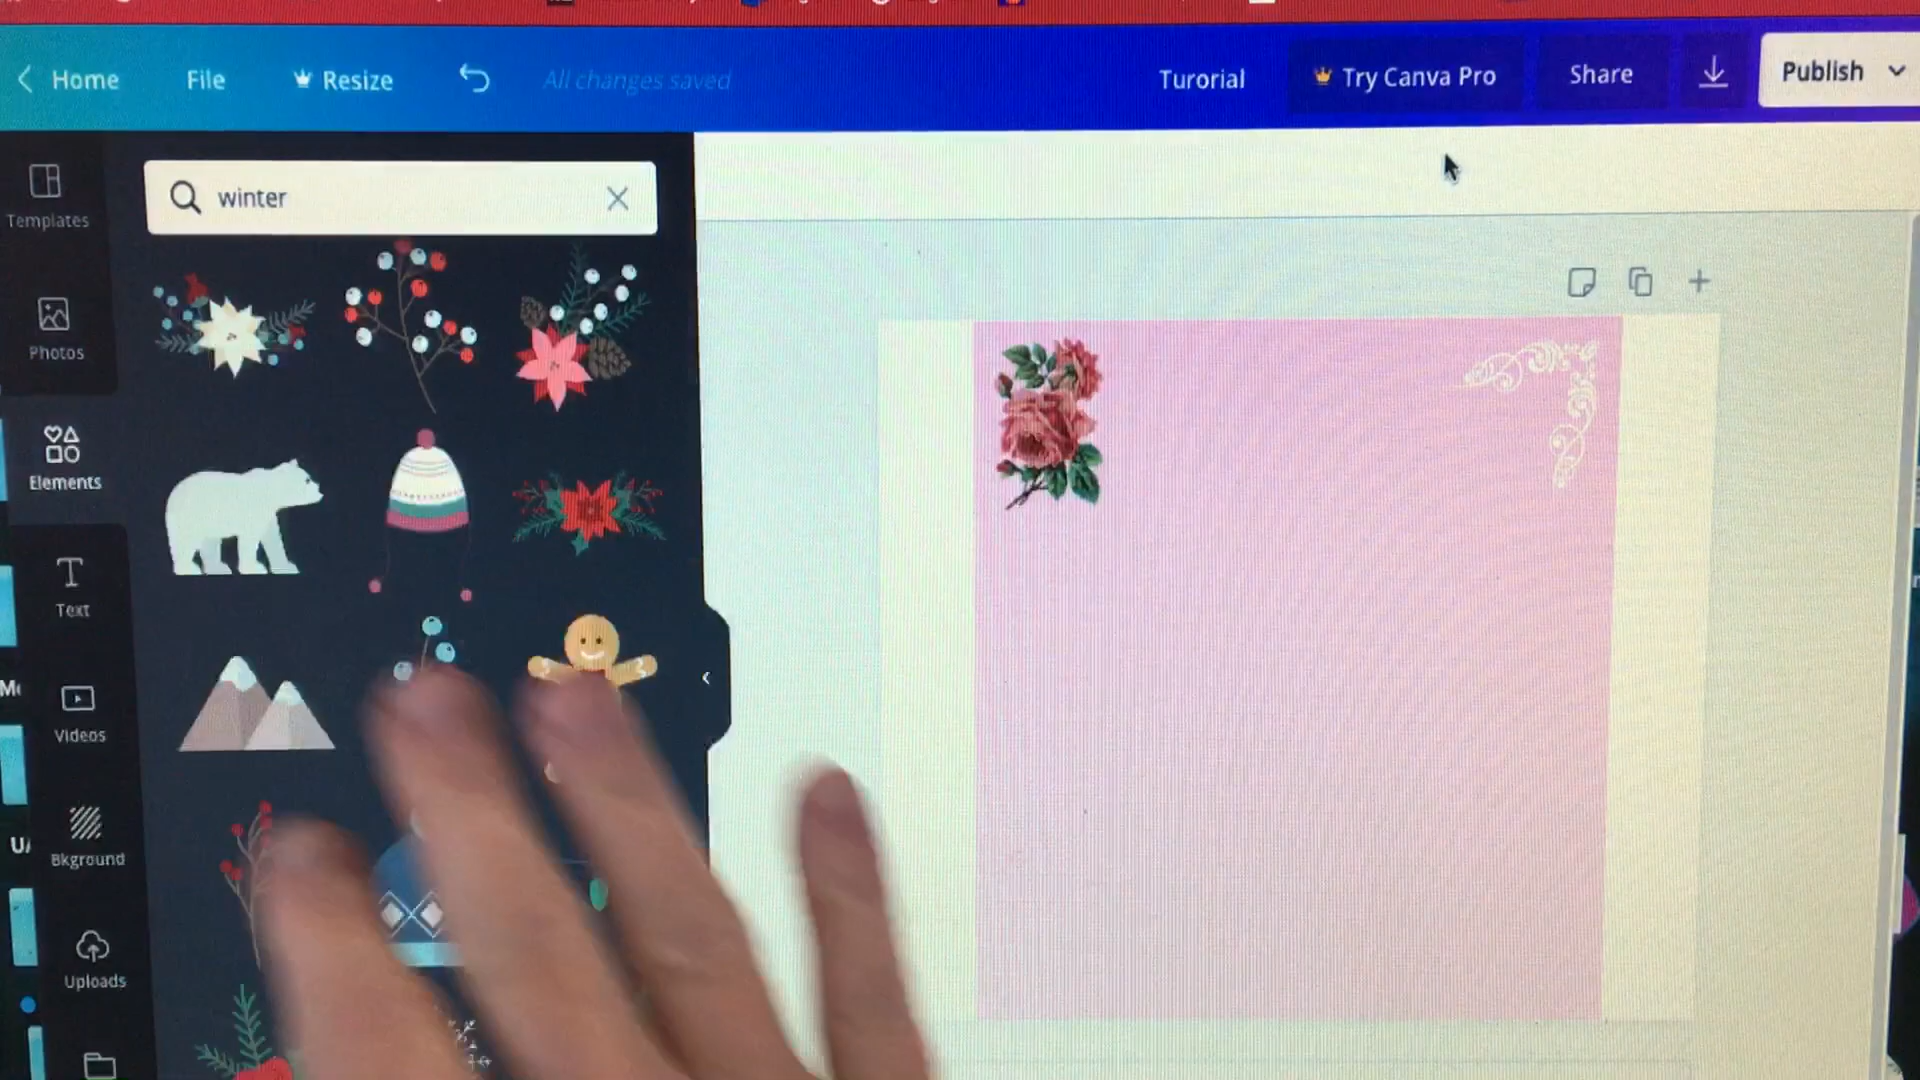 Home File Resize All changes saved Turorial Try Canva Pro Share Publish
winter
Templates
Photos
Elements
Text
Videos
Bkground
Uploads